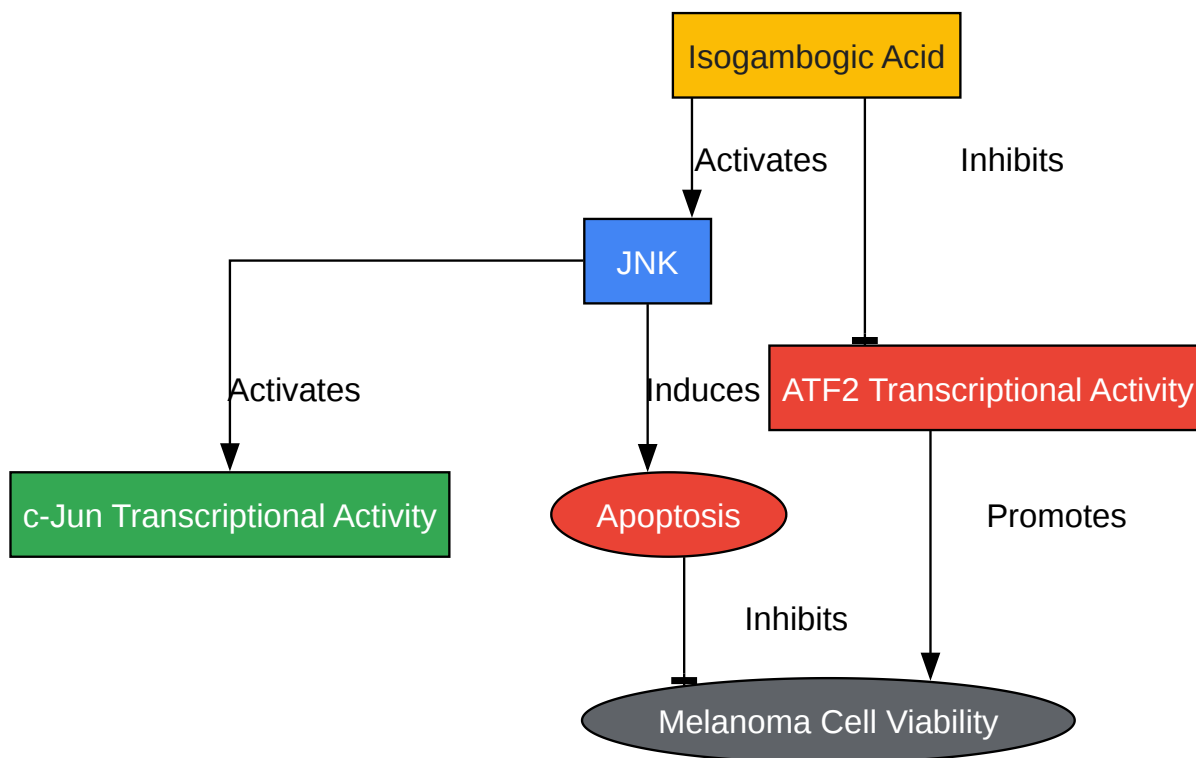 Isogambogic Acid
Activates
Inhibits
JNK
Activates
Induces
ATF2 Transcriptional Activity
c-Jun Transcriptional Activity
Apoptosis
Promotes
Inhibits
Melanoma Cell Viability